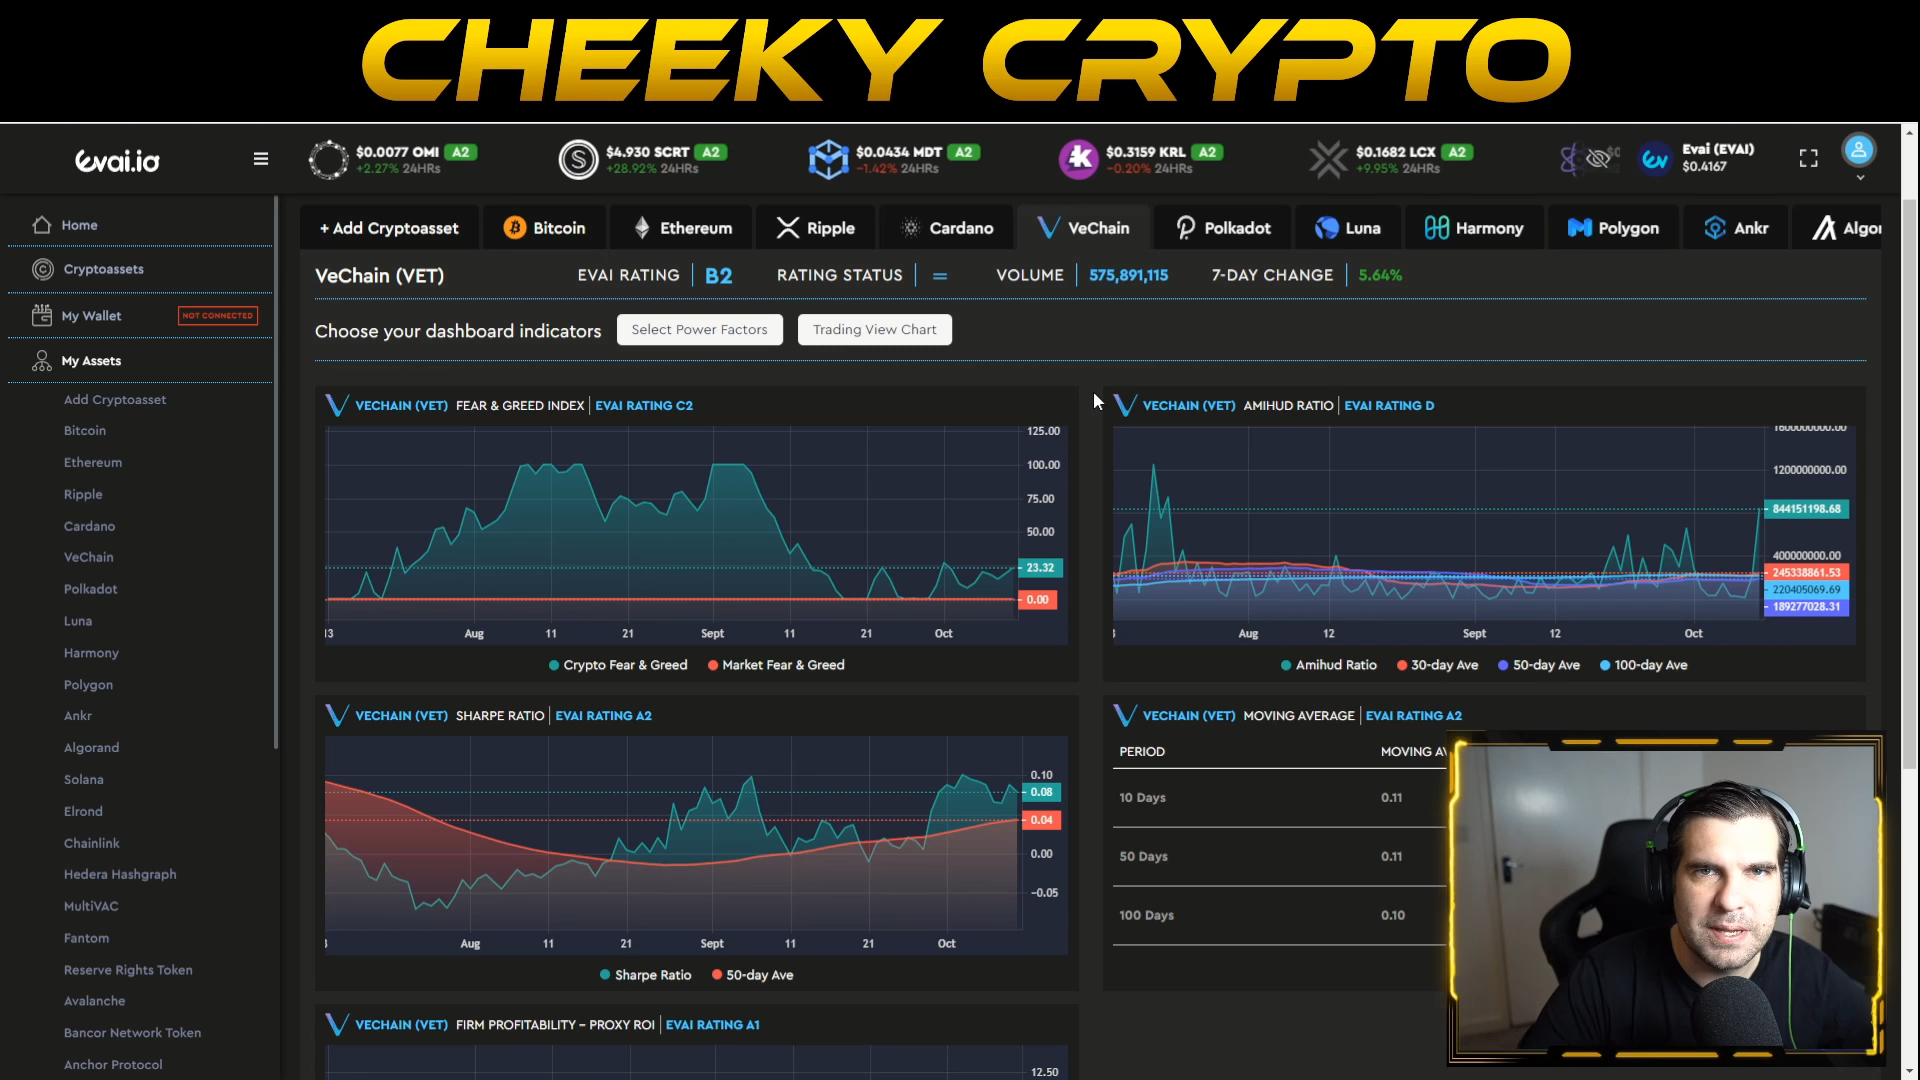 CHEEKY CRYPTO
evai.io
$0.0077 OMI A2
+2.27% 24HRs
$4.930 SCRT A2
+28.92% 24HRs
$0.0434 MDT A2
-1.42% 24HRs
$0.3159 KRL A2
-0.20% 24HRs
$0.1682 LCX A2
+9.95% 24HRs
Evai (EVAI)
$0.4167
Home
Cryptoassets
My Wallet NOT CONNECTED
My Assets
Add Cryptoasset
Bitcoin
Ethereum
Ripple
Cardano
VeChain
Polkadot
Luna
Harmony
Polygon
Ankr
Algorand
Solana
Elrond
Chainlink
Hedera Hashgraph
MultiVAC
Fantom
Reserve Rights Token
Avalanche
Bancor Network Token
Anchor Protocol
+ Add Cryptoasset Bitcoin Ethereum Ripple Cardano VeChain Polkadot Luna Harmony Polygon Ankr Algor
VeChain (VET) EVAI RATING B2 RATING STATUS = VOLUME 575,891,115 7-DAY CHANGE 5.64%
Choose your dashboard indicators Select Power Factors Trading View Chart
VECHAIN (VET) FEAR & GREED INDEX EVAI RATING C2
125.00
100.00
75.00
50.00
23.32
0.00
13 Aug 11 21 Sept 11 21 Oct
Crypto Fear & Greed Market Fear & Greed
VECHAIN (VET) AMIHUD RATIO EVAI RATING D
1600000000.00
1200000000.00
844151198.68
400000000.00
245338861.53
220405069.69
189277028.31
Aug 12 Sept 12 Oct
Amihud Ratio 30-day Ave 50-day Ave 100-day Ave
VECHAIN (VET) SHARPE RATIO EVAI RATING A2
0.10
0.08
0.04
0.00
-0.05
Aug 11 21 Sept 11 21 Oct
Sharpe Ratio 50-day Ave
VECHAIN (VET) MOVING AVERAGE EVAI RATING A2
PERIOD MOVING AV
10 Days 0.11
50 Days 0.11
100 Days 0.10
VECHAIN (VET) FIRM PROFITABILITY - PROXY ROI EVAI RATING A1
12.50